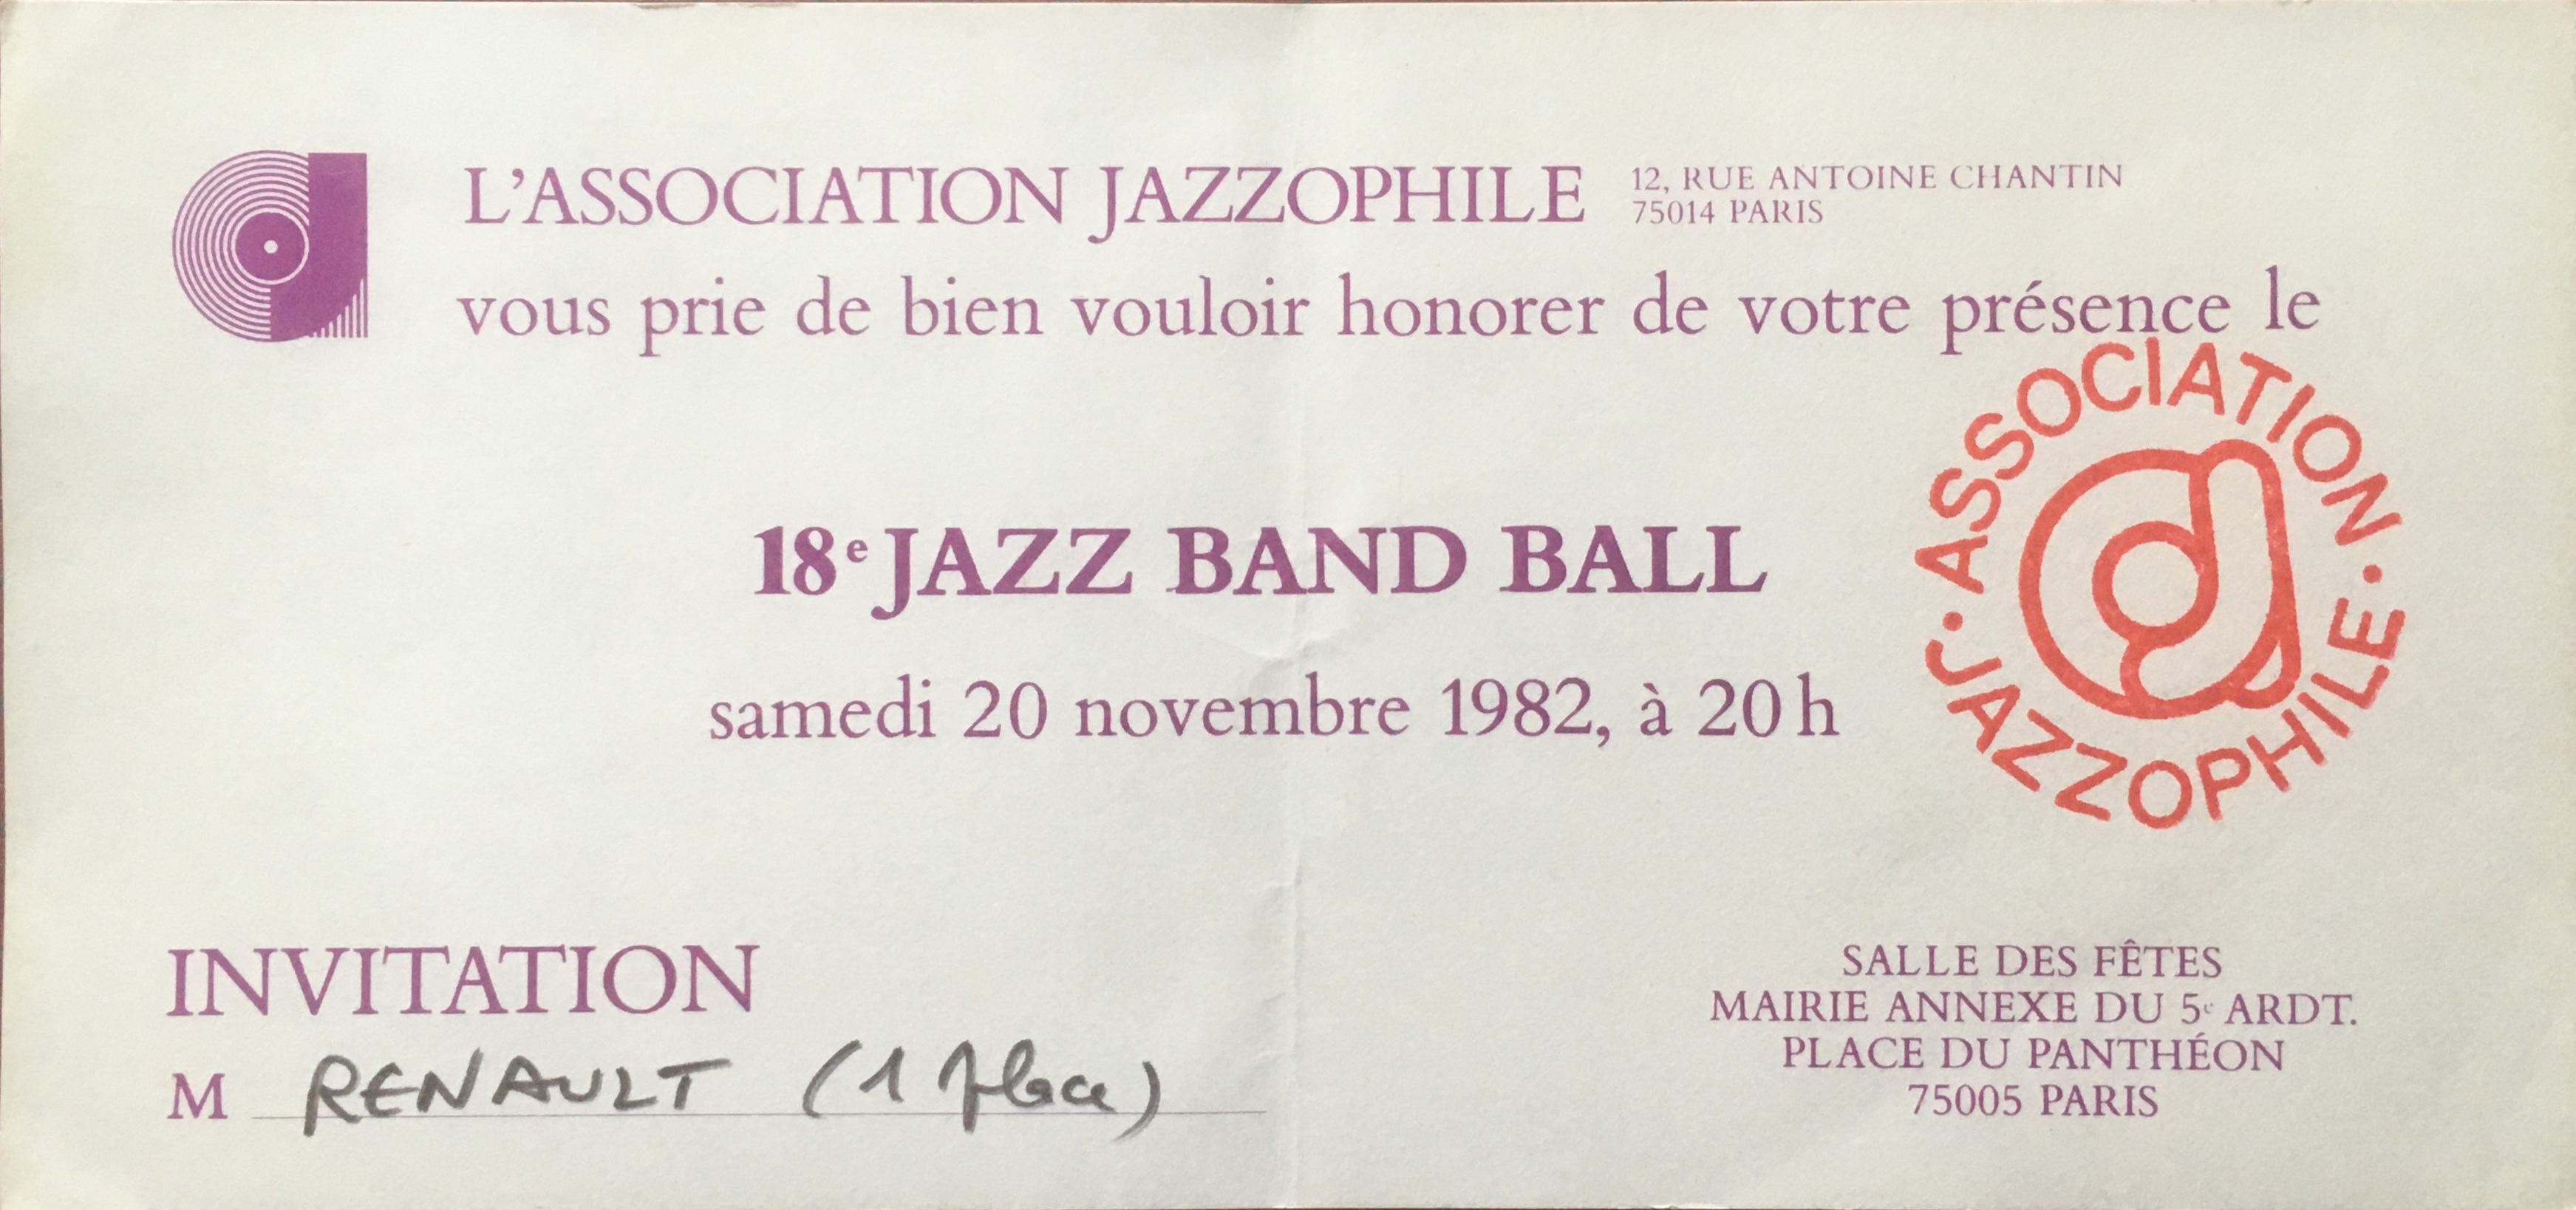 L'ASSOCIATION JAZZOPHILE
12, RUE ANTOINE CHANTIN
75014 PARIS
vous prie de bien vouloir honorer de votre présence le
ASSOCIATION · JAZZOPHILE ·
18e JAZZ BAND BALL
samedi 20 novembre 1982, à 20 h
INVITATION
M RENAULT (1 place)
SALLE DES FÊTES
MAIRIE ANNEXE DU 5e ARDT.
PLACE DU PANTHÉON
75005 PARIS